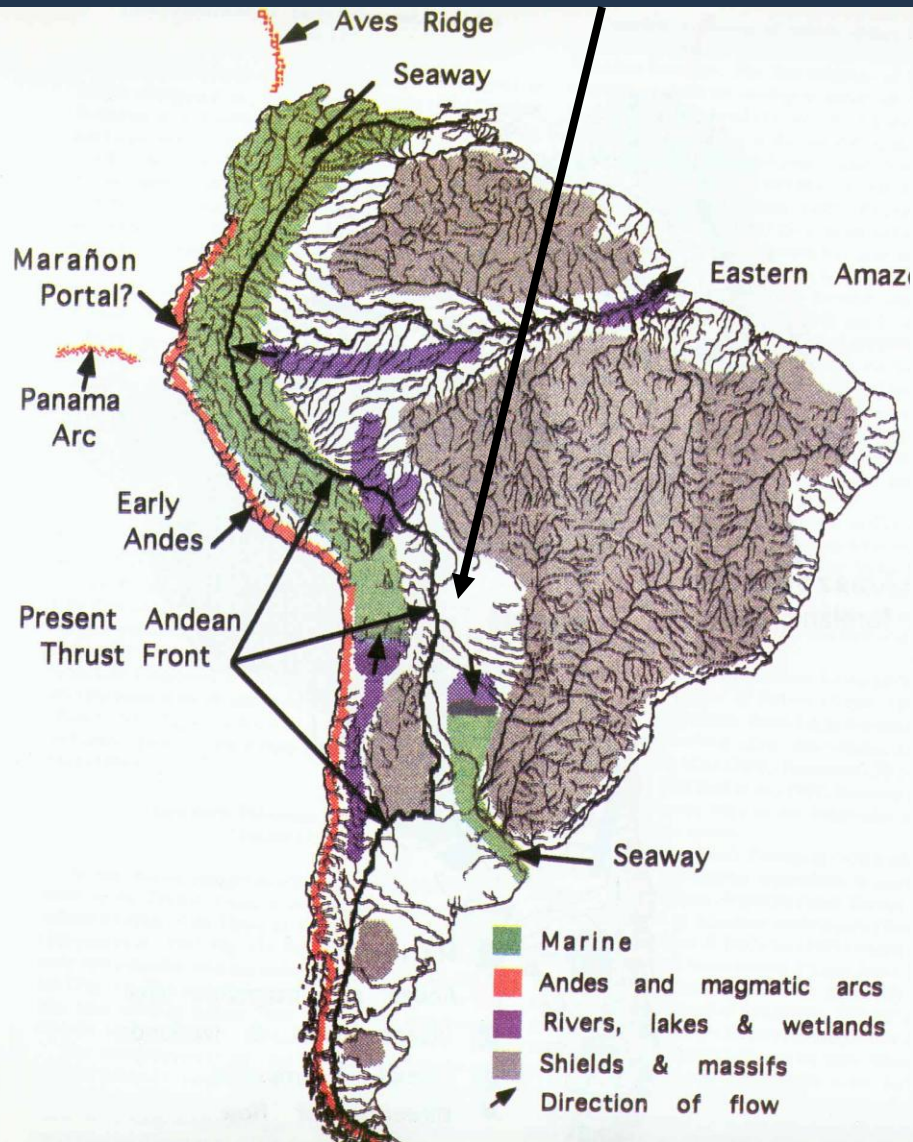 Aves Ridge
Seaway
Marañon
Portal?
Eastern Amaz
Panama
Arc
Early
Andes
Present Andean
Thrust Front
Seaway
Marine
Andes and magmatic arcs
Rivers, lakes & wetlands
Shields & massifs
Direction of flow